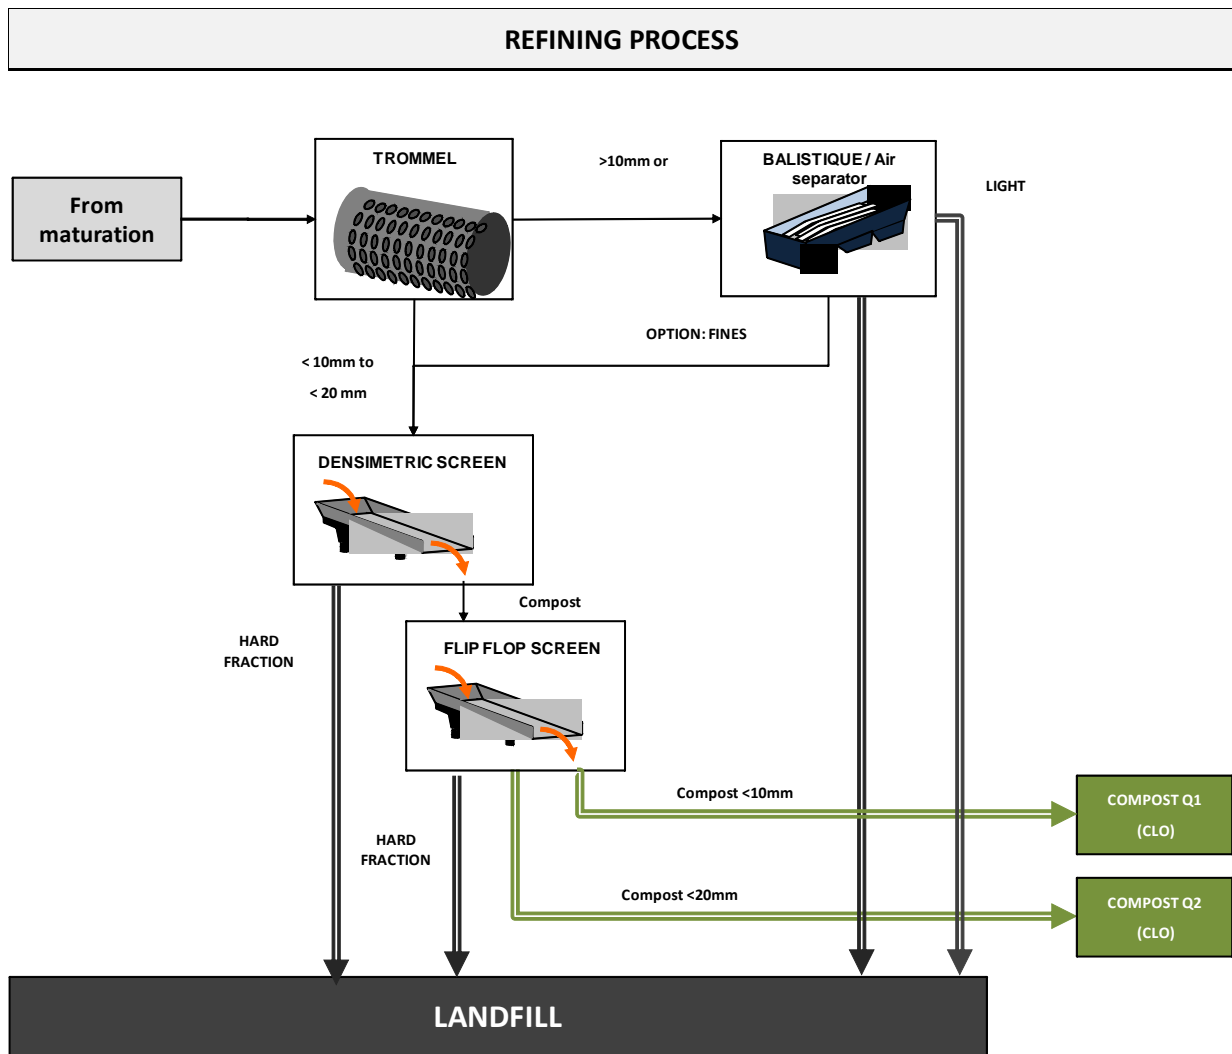 REFINING PROCESS
TROMMEL
>10mm or
BALISTIQUE / Air
separator
LIGHT
From
maturation
OPTION: FINES
< 10mm to
< 20 mm
DENSIMETRIC SCREEN
Compost
HARD
FRACTION
FLIP FLOP SCREEN
Compost <10mm
COMPOST Q1
(CLO)
HARD
FRACTION
Compost <20mm
COMPOST Q2
(CLO)
LANDFILL